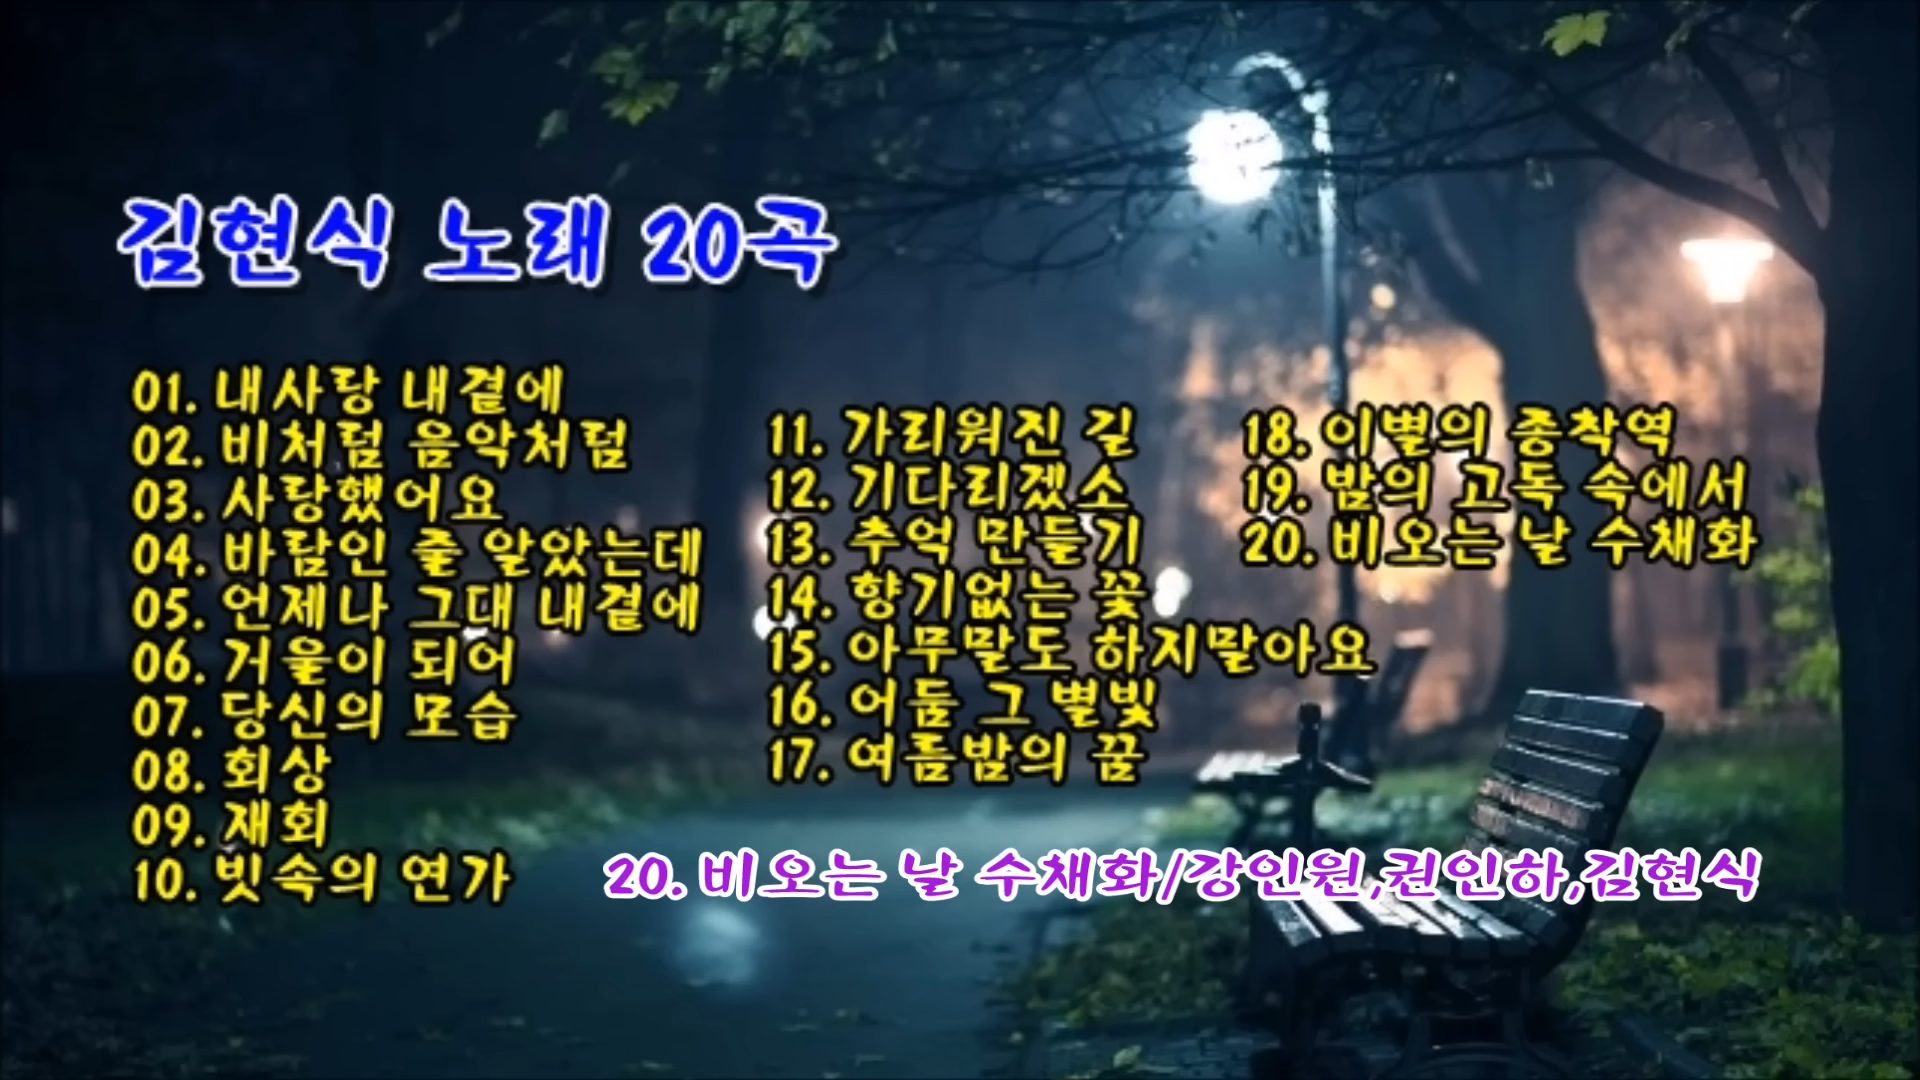 김현식 노래 20곡
01. 내사랑 내곁에
02. 비처럼 음악처럼
03. 사랑했어요
04. 바람인 줄 알았는데
05. 언제나 그대 내곁에
06. 거울이 되어
07. 당신의 모습
08. 회상
09. 재회
10. 빗속의 연가
11. 가리워진 길
12. 기다리겠소
13. 추억 만들기
14. 향기없는 꽃
15. 아무말도 하지말아요
16. 어둠 그 별빛
17. 여름밤의 꿈
18. 이별의 종착역
19. 밤의 고독 속에서
20. 비오는 날 수채화
20. 비오는 날 수채화/강인원,권인하,김현식